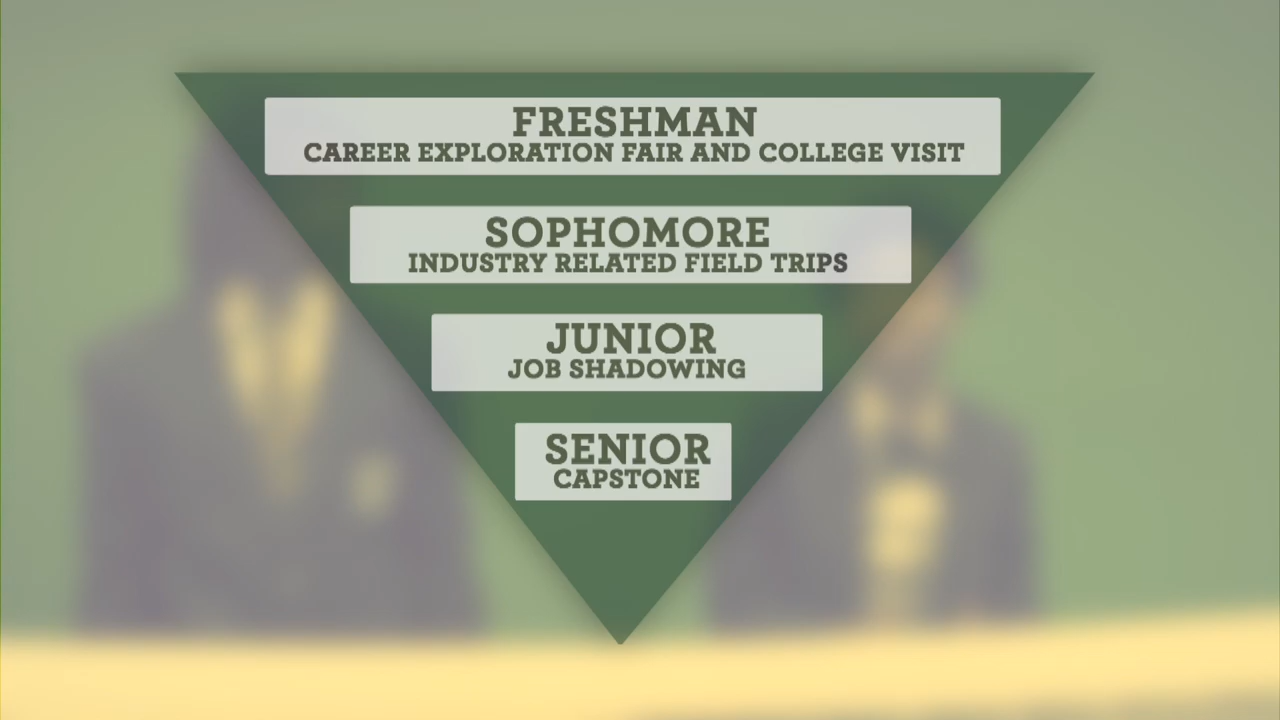 FRESHMAN
CAREER EXPLORATION FAIR AND COLLEGE VISIT
SOPHOMORE
INDUSTRY RELATED FIELD TRIPS
JUNIOR
JOB SHADOWING
SENIOR
CAPSTONE